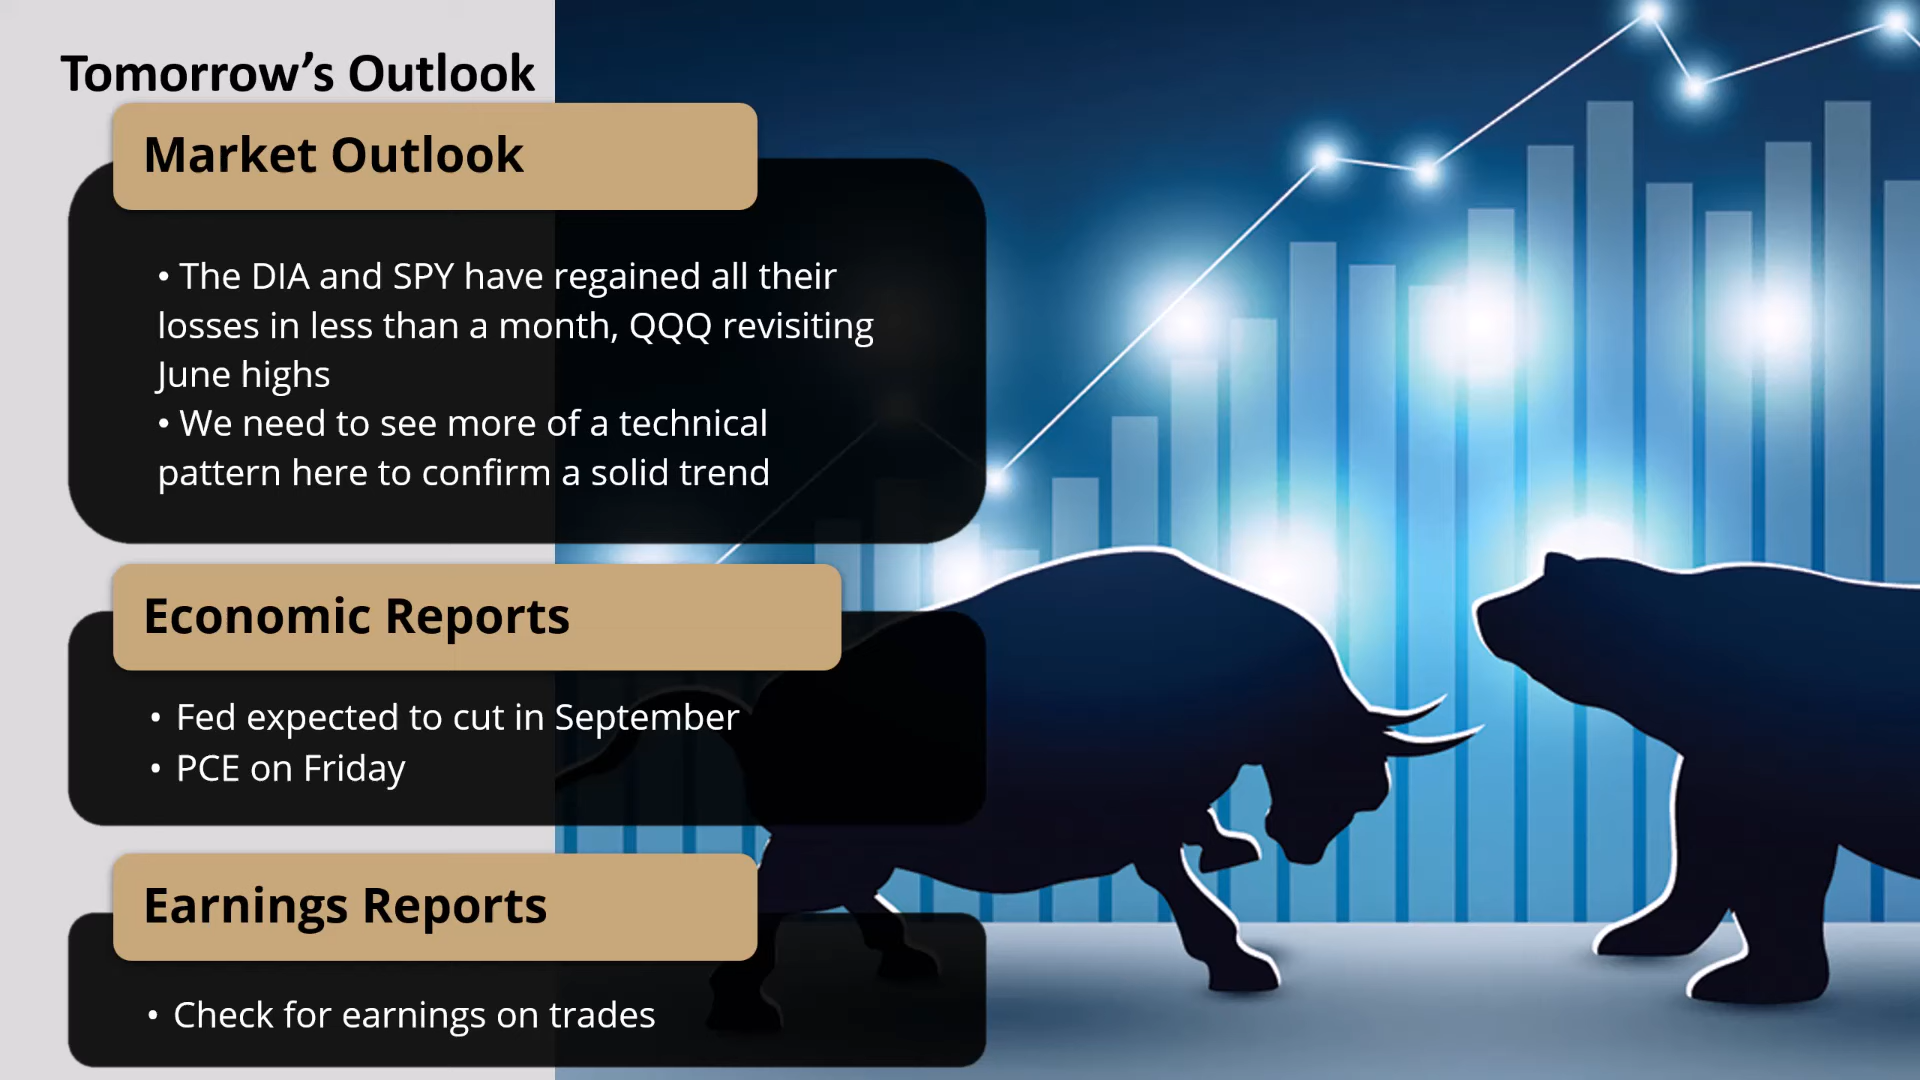 Tomorrow’s Outlook
Market Outlook
• The DIA and SPY have regained all their
losses in less than a month, QQQ revisiting
June highs
• We need to see more of a technical
pattern here to confirm a solid trend
Economic Reports
• Fed expected to cut in September
• PCE on Friday
Earnings Reports
• Check for earnings on trades